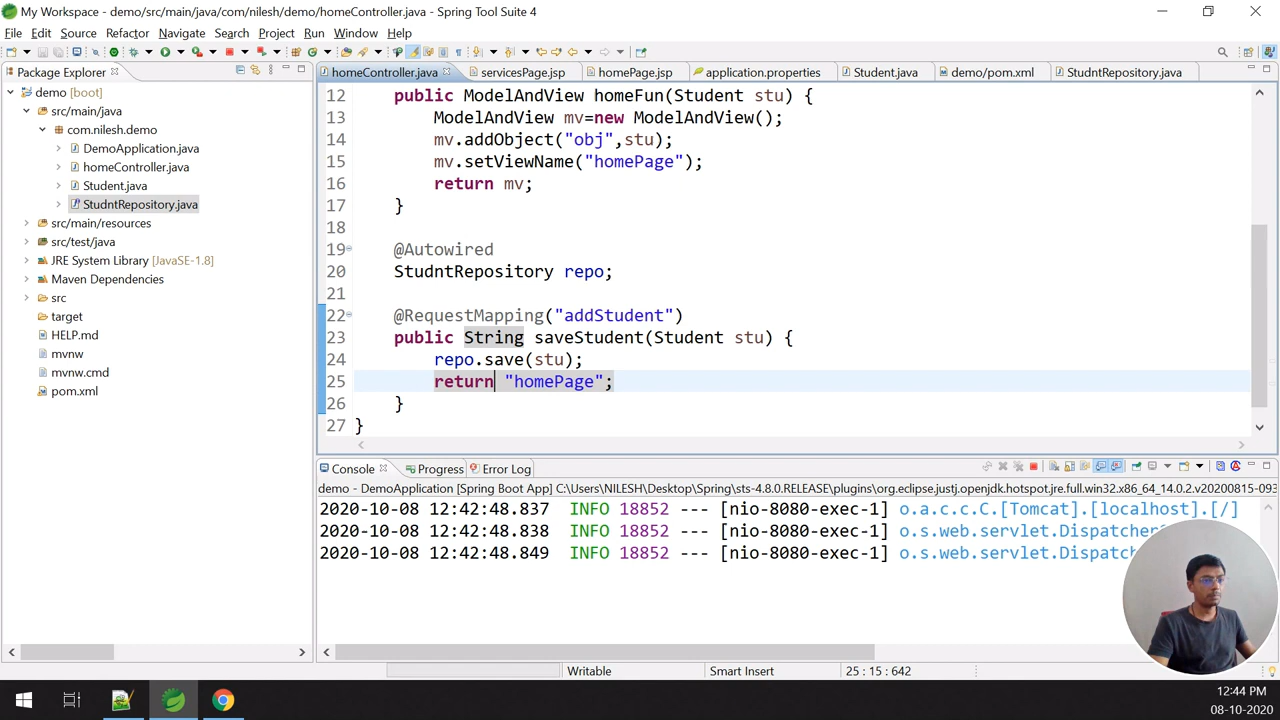 My Workspace - demo/src/main/java/com/nilesh/demo/homeController.java - Spring Tool Suite 4
File Edit Source Refactor Navigate Search Project Run Window Help
Package Explorer
homeController.java servicesPage.jsp homePage.jsp application.properties Student.java demo/pom.xml StudntRepository.java
demo [boot]
src/main/java
com.nilesh.demo
DemoApplication.java
homeController.java
Student.java
StudntRepository.java
src/main/resources
src/test/java
JRE System Library [JavaSE-1.8]
Maven Dependencies
src
target
HELP.md
mvnw
mvnw.cmd
pom.xml
12 public ModelAndView homeFun(Student stu) {
13 ModelAndView mv=new ModelAndView();
14 mv.addObject("obj",stu);
15 mv.setViewName("homePage");
16 return mv;
17 }
18
19 @Autowired
20 StudntRepository repo;
21
22 @RequestMapping("addStudent")
23 public String saveStudent(Student stu) {
24 repo.save(stu);
25 return "homePage";
26 }
27 }
Console Progress Error Log
demo - DemoApplication [Spring Boot App] C:\Users\NILESH\Desktop\Spring\sts-4.8.0.RELEASE\plugins\org.eclipse.justj.openjdk.hotspot.jre.full.win32.x86_64_14.0.2.v20200815-093
2020-10-08 12:42:48.837 INFO 18852 --- [nio-8080-exec-1] o.a.c.c.C.[Tomcat].[localhost].[/]
2020-10-08 12:42:48.838 INFO 18852 --- [nio-8080-exec-1] o.s.web.servlet.Dispatcher
2020-10-08 12:42:48.849 INFO 18852 --- [nio-8080-exec-1] o.s.web.servlet.Dispatche
Writable Smart Insert 25 : 15 : 642
12:44 PM
08-10-2020